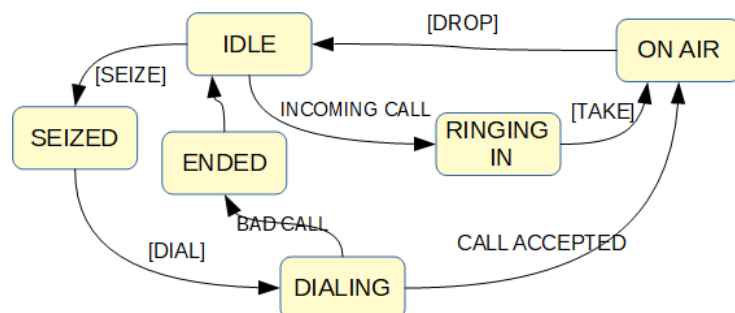 [DROP]
IDLE
ON AIR
[SEIZE]
INCOMING CALL
[TAKE]
SEIZED
RINGING
IN
ENDED
BAD CALL
[DIAL]
CALL ACCEPTED
DIALING